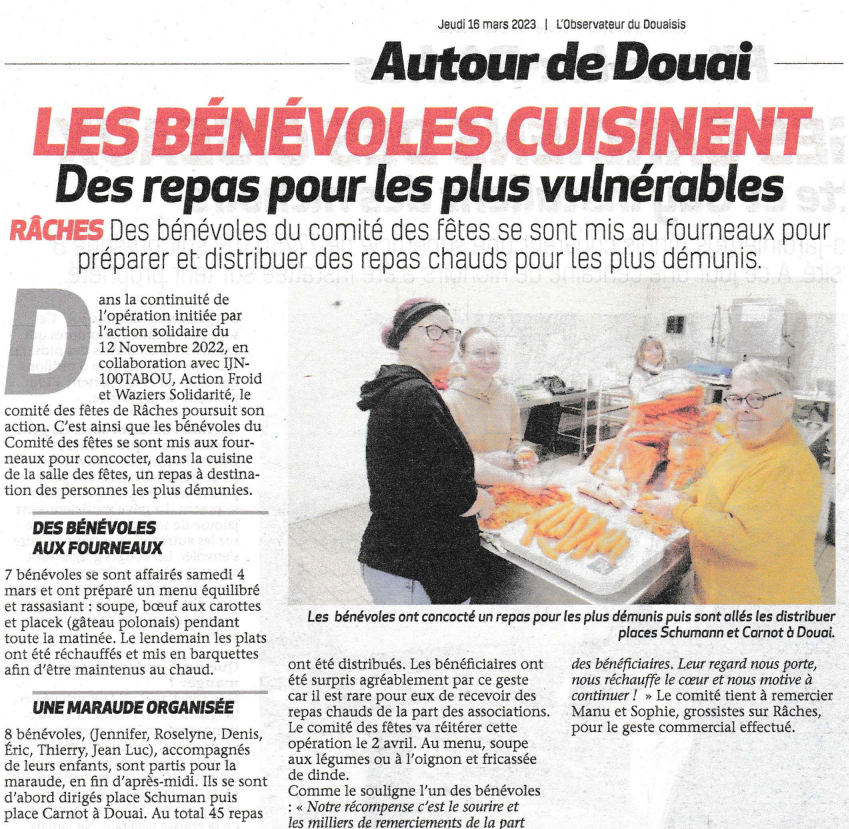 Jeudi 16 mars 2023 | L'Observateur du Douaisis
Autour de Douai
LES BÉNÉVOLES CUISINENT
Des repas pour les plus vulnérables
RÂCHES Des bénévoles du comité des fêtes se sont mis au fourneaux pour
préparer et distribuer des repas chauds pour les plus démunis.
Dans la continuité de
l'opération initiée par
l'action solidaire du
12 Novembre 2022, en
collaboration avec IJN-
100TABOU, Action Froid
et Waziers Solidarité, le
comité des fêtes de Râches poursuit son
action. C'est ainsi que les bénévoles du
Comité des fêtes se sont mis aux four-
neaux pour concocter, dans la cuisine
de la salle des fêtes, un repas à destina-
tion des personnes les plus démunies.
DES BÉNÉVOLES
AUX FOURNEAUX
7 bénévoles se sont affairés samedi 4
mars et ont préparé un menu équilibré
et rassasiant : soupe, bœuf aux carottes
et placek (gâteau polonais) pendant
toute la matinée. Le lendemain les plats
ont été réchauffés et mis en barquettes
afin d'être maintenus au chaud.
UNE MARAUDE ORGANISÉE
8 bénévoles, (Jennifer, Roselyne, Denis,
Éric, Thierry, Jean Luc), accompagnés
de leurs enfants, sont partis pour la
maraude, en fin d'après-midi. Ils se sont
d'abord dirigés place Schuman puis
place Carnot à Douai. Au total 45 repas
Les bénévoles ont concocté un repas pour les plus démunis puis sont allés les distribuer
places Schumann et Carnot à Douai.
ont été distribués. Les bénéficiaires ont
été surpris agréablement par ce geste
car il est rare pour eux de recevoir des
repas chauds de la part des associations.
Le comité des fêtes va réitérer cette
opération le 2 avril. Au menu, soupe
aux légumes ou à l'oignon et fricassée
de dinde.
Comme le souligne l'un des bénévoles
: « Notre récompense c'est le sourire et
les milliers de remerciements de la part
des bénéficiaires. Leur regard nous porte,
nous réchauffe le cœur et nous motive à
continuer ! » Le comité tient à remercier
Manu et Sophie, grossistes sur Râches,
pour le geste commercial effectué.